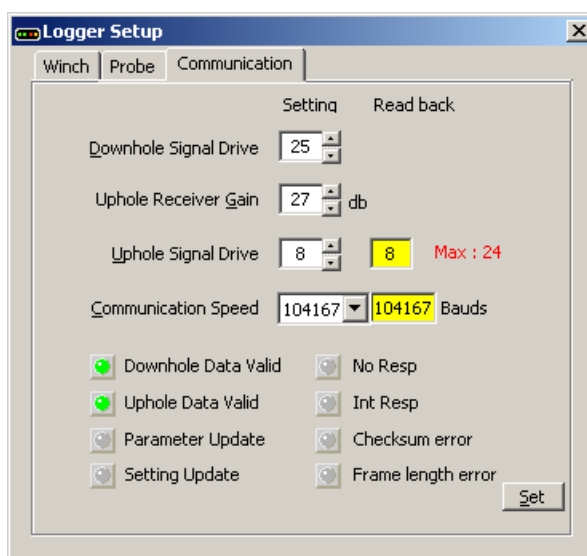 Logger Setup
Winch Probe Communication
Setting Read back
Downhole Signal Drive 25
Uphole Receiver Gain 27 db
Uphole Signal Drive 8 8 Max : 24
Communication Speed 104167 104167 Bauds
Downhole Data Valid No Resp
Uphole Data Valid Int Resp
Parameter Update Checksum error
Setting Update Frame length error
Set